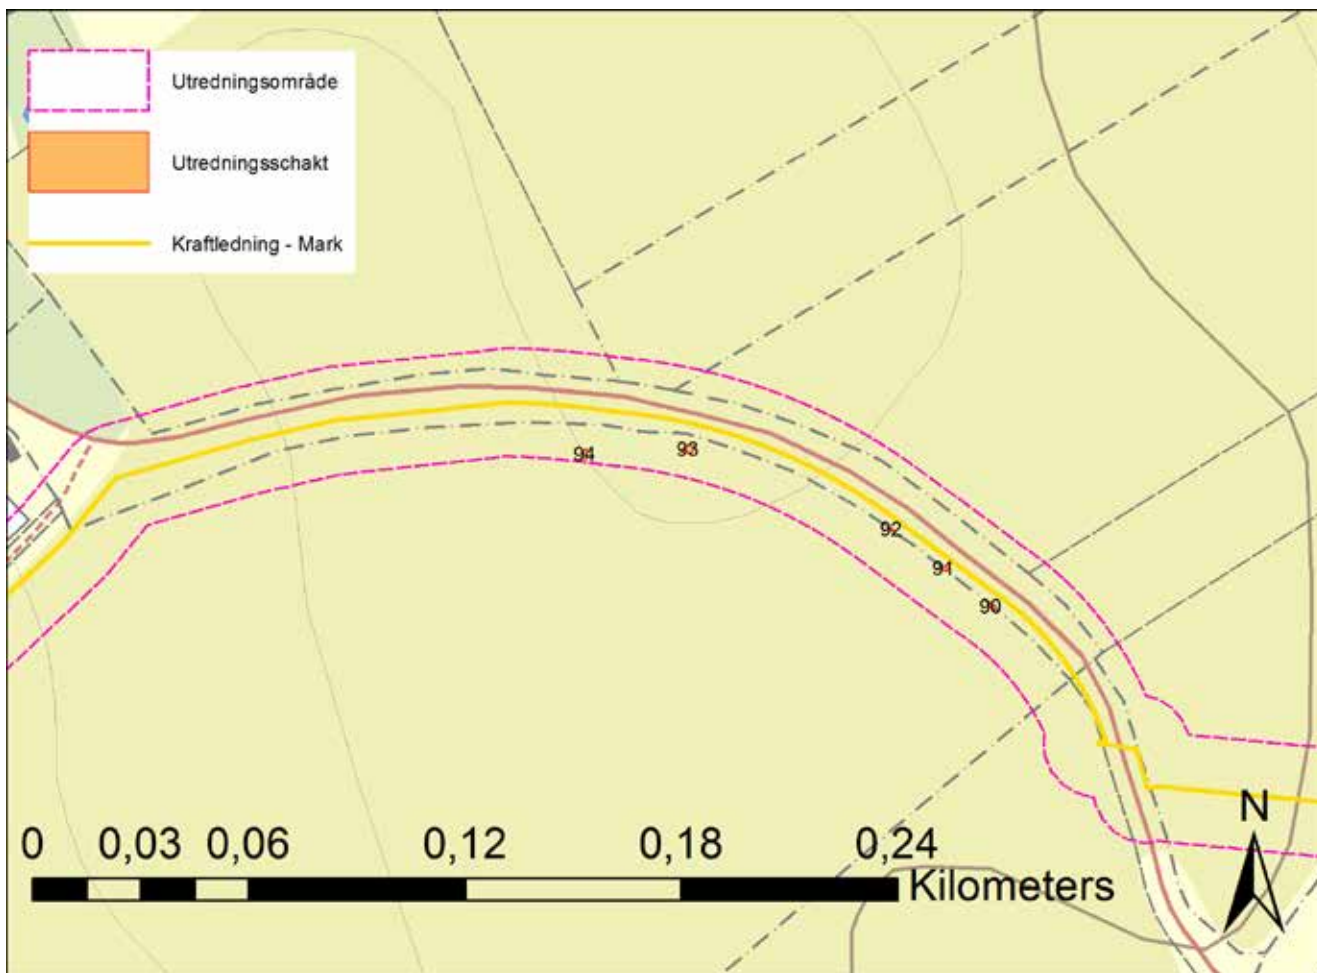 Utredningsområde
Utredningsschakt
Kraftledning - Mark
94
93
92
91
90
N
0 0,03 0,06 0,12 0,18 0,24
Kilometers